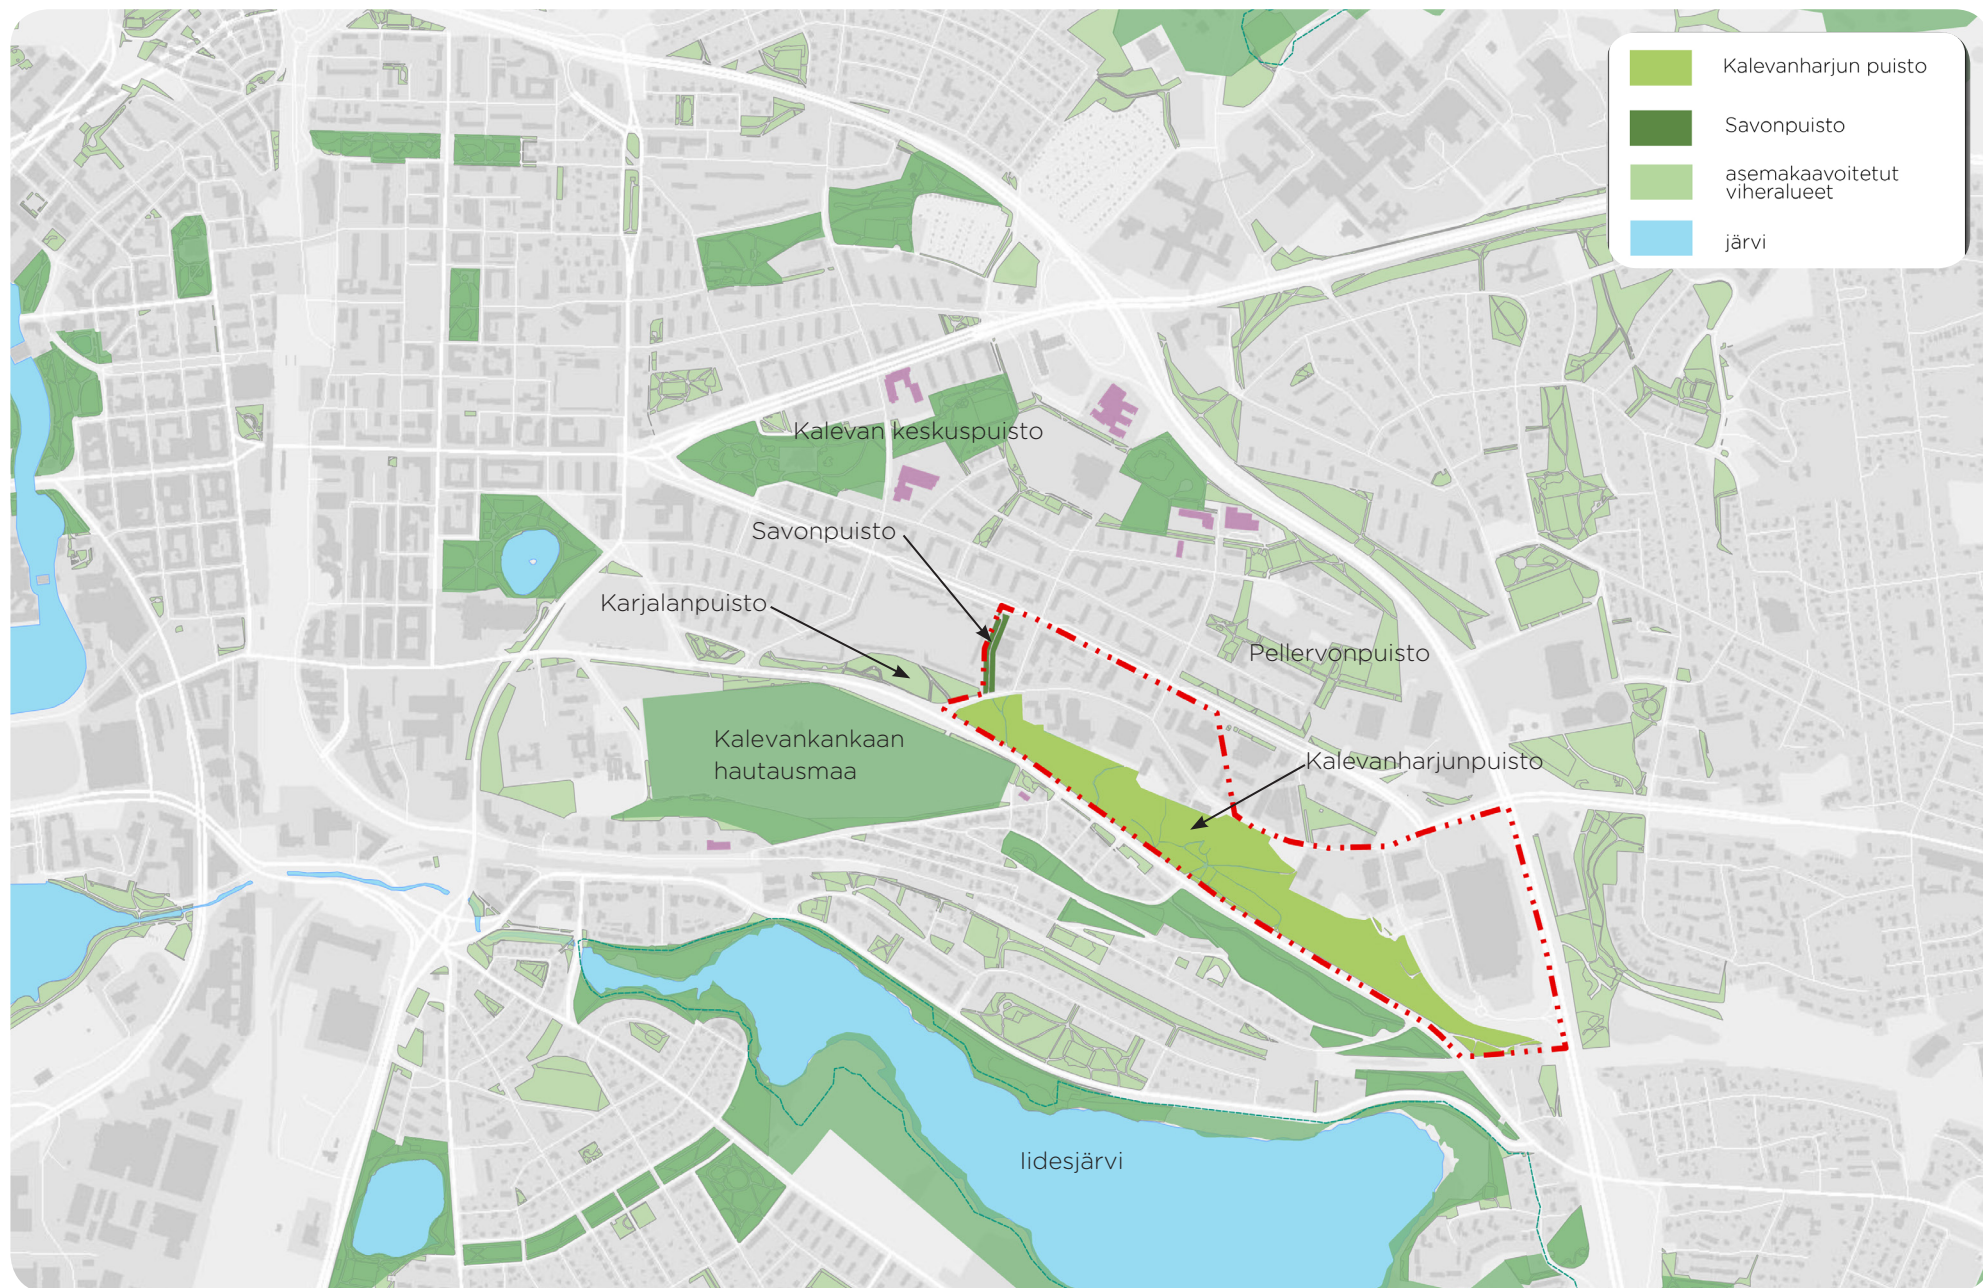 Kalevanharjun puisto
Savonpuisto
asemakaavoitetut
viheralueet
järvi
Kalevan keskuspuisto
Savonpuisto
Karjalanpuisto
Pellervonpuisto
Kalevankankaan
hautausmaa
Kalevanharjunpuisto
Iidesjärvi